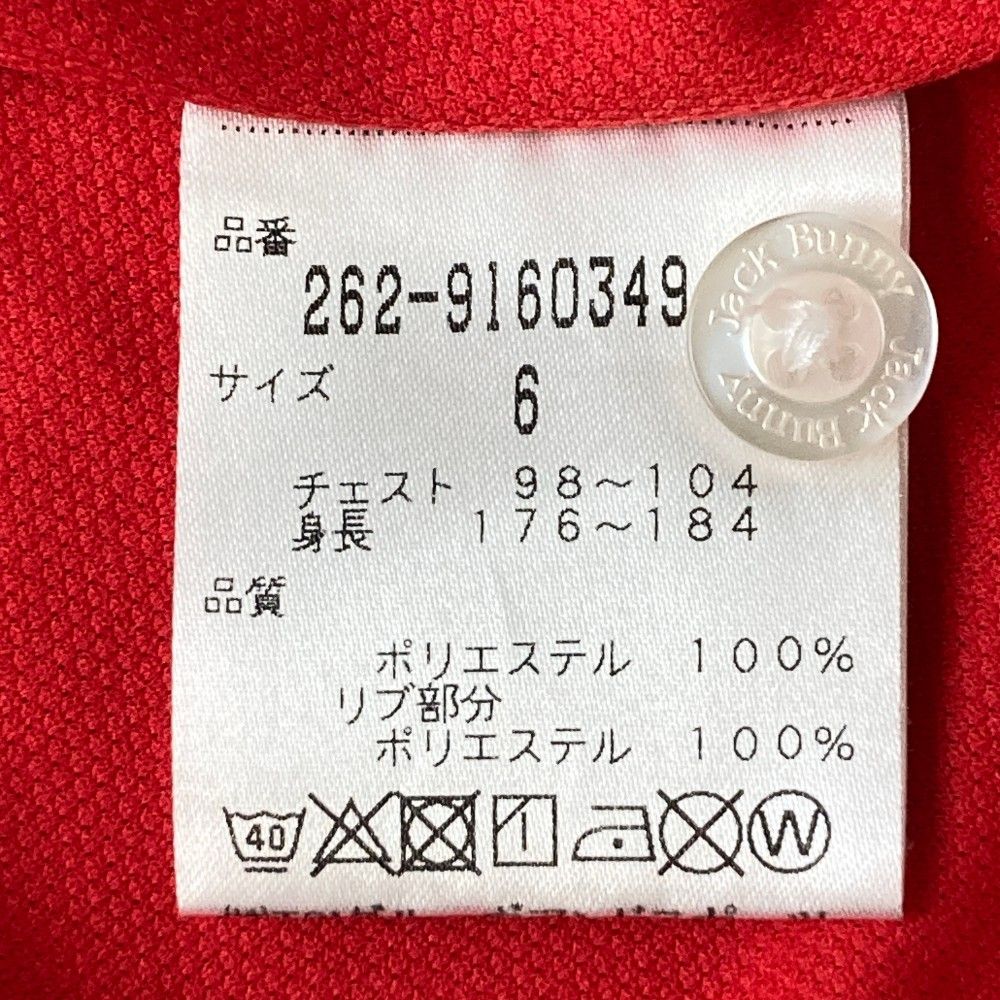 品番
262-9160349
サイズ 6
チェスト 98～104
身長 176～184
品質
ポリエステル 100%
リブ部分
ポリエステル 100%
40 W
Jack Bunny
Jack Bunny